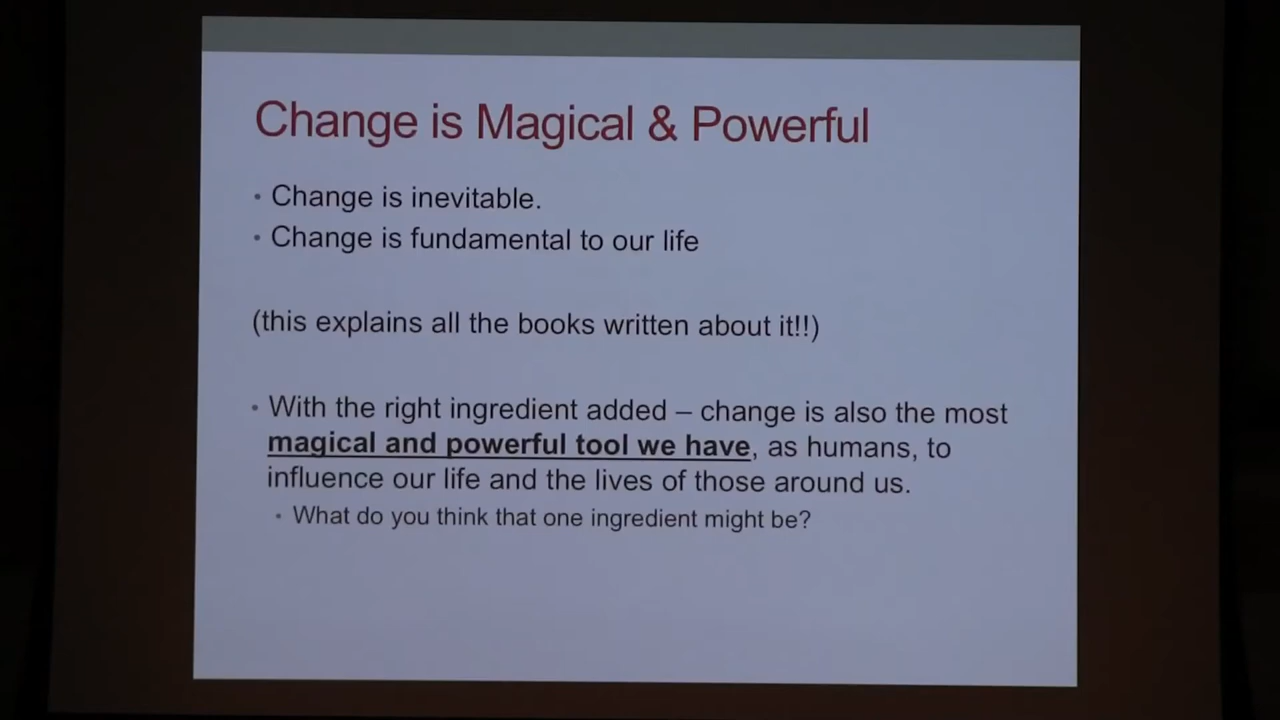 Change is Magical & Powerful
• Change is inevitable.
• Change is fundamental to our life
(this explains all the books written about it!!)
• With the right ingredient added – change is also the most
magical and powerful tool we have, as humans, to
influence our life and the lives of those around us.
• What do you think that one ingredient might be?